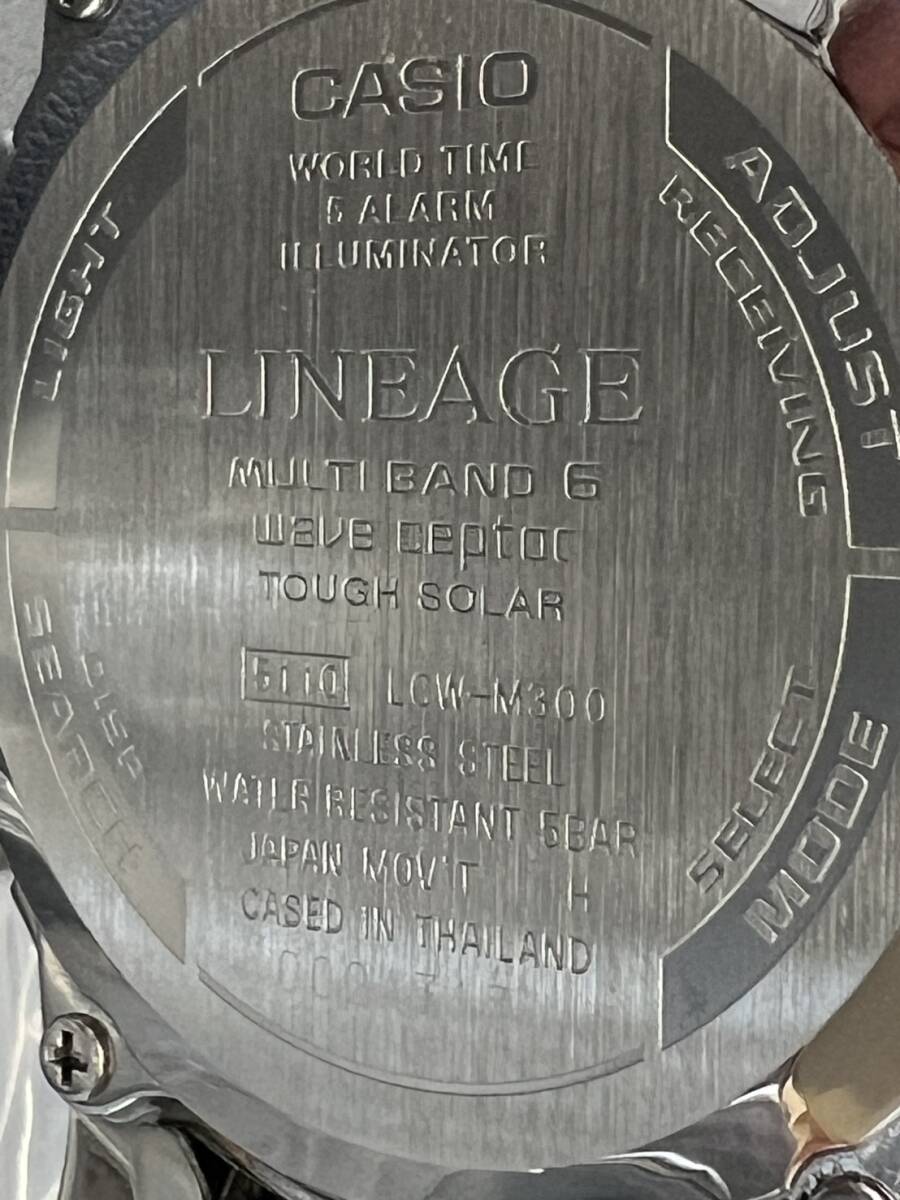 CASIO
WORLD TIME
5 ALARM
ILLUMINATOR
LINEAGE
MULTI BAND 6
wave ceptor
TOUGH SOLAR
5110 LCW-M300
STAINLESS STEEL
WATER RESISTANT 5BAR
JAPAN MOV'T H
CASED IN THAILAND
LIGHT
DISP
SEARCH
ADJUST
RECEIVING
SELECT
MODE